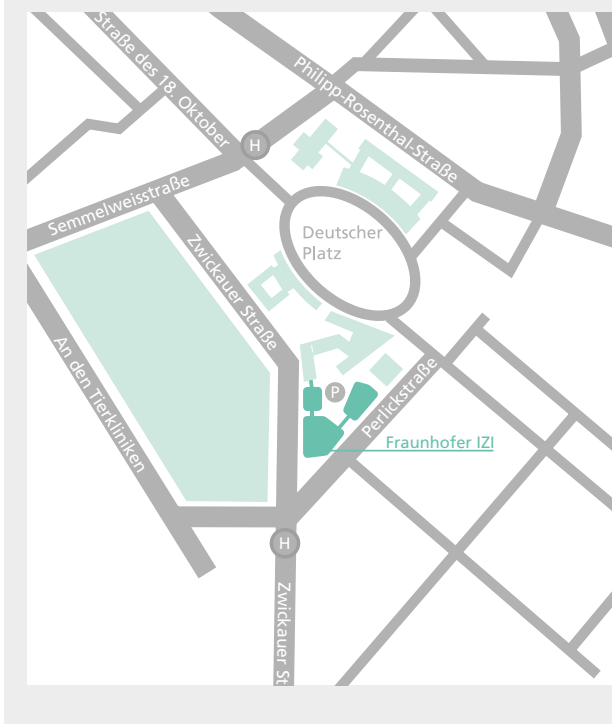 Straße des 18. Oktober
Philipp-Rosenthal-Straße
H
Semmelweisstraße
Deutscher
Platz
Zwickauer Straße
An den Tierkliniken
P
Perlickstraße
Fraunhofer IZI
H
Zwickauer St